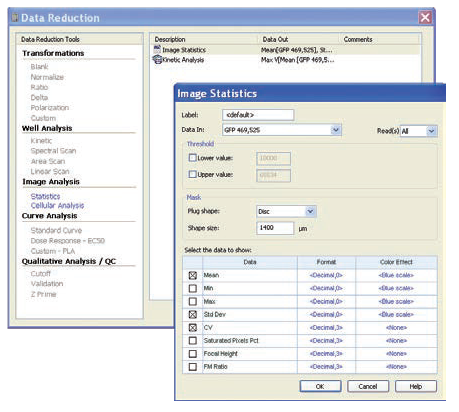 Data Reduction
Data Reduction Tools
Transformations
Blank
Normalize
Ratio
Delta
Polarization
Custom
Well Analysis
Kinetic
Spectral Scan
Area Scan
Linear Scan
Image Analysis
Statistics
Cellular Analysis
Curve Analysis
Standard Curve
Dose Response - EC50
Custom - PLA
Qualitative Analysis / QC
Cutoff
Validation
Z Prime
Description Data Out Comments
Image Statistics Mean[GFP 469,525], St...
Kinetic Analysis Max V[Mean [GFP 469,5...
Image Statistics
Label: <default>
Data In: GFP 469,525 Read(s) All
Threshold
Lower value: 10000
Upper value:
Mask
Plug shape: Disc
Shape size: 1400 µm
Select the data to show:
Data Format Color Effect
Mean <Decimal,0> <Blue scale>
Min <Decimal,0> <Blue scale>
Max <Decimal,0> <Blue scale>
Std Dev <Decimal,0> <Blue scale>
CV <Decimal,3> <None>
Saturated Pixels Pct <Decimal,3> <None>
Focal Height <Decimal,3> <None>
FM Ratio <Decimal,3> <None>
OK Cancel Help